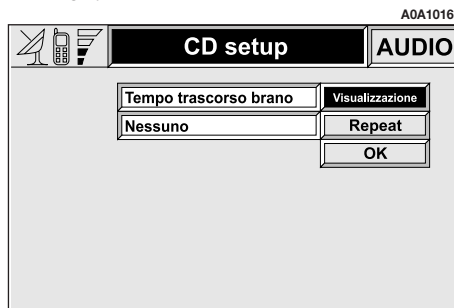 A0A1016
CD setup AUDIO
Tempo trascorso brano Visualizzazione
Nessuno Repeat
OK